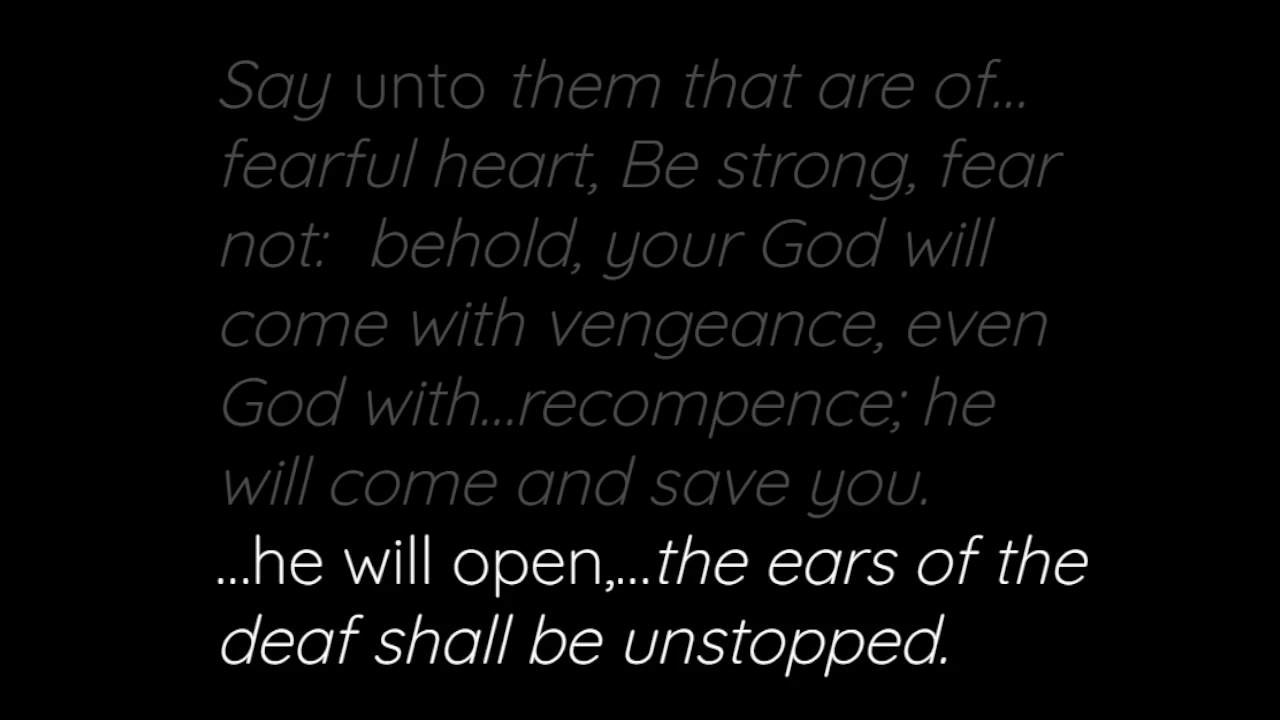 Say unto them that are of...
fearful heart, Be strong, fear
not:  behold, your God will
come with vengeance, even
God with...recompence; he
will come and save you.
...he will open,...the ears of the
deaf shall be unstopped.